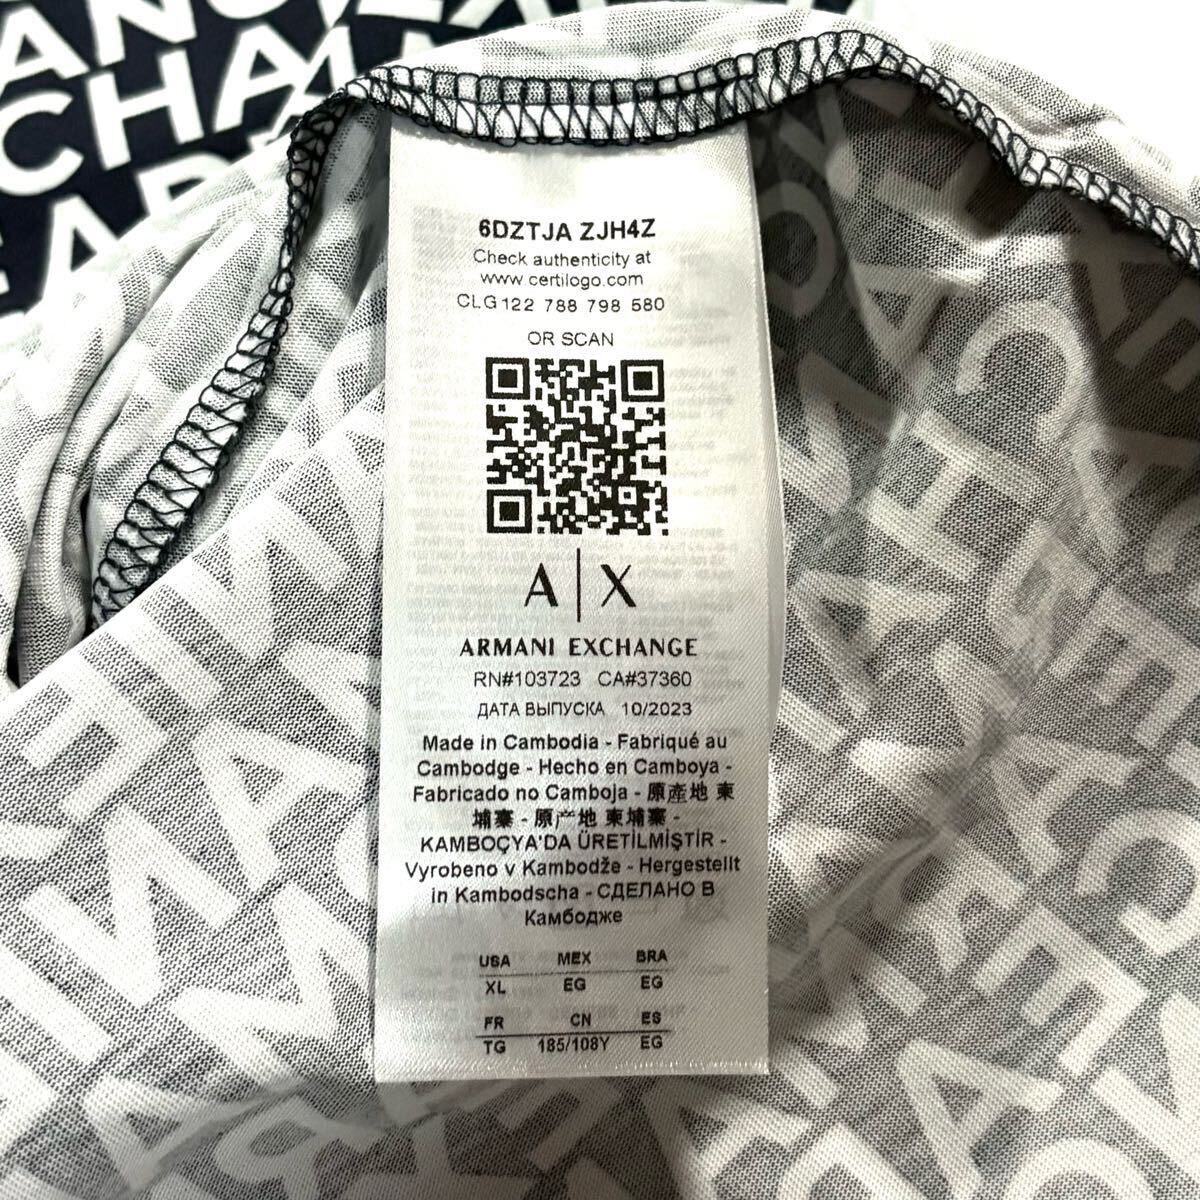 CHA
6DZTJA ZJH4Z
Check authenticity at
www.certilogo.com
CLG 122 788 798 580
OR SCAN
A|X
ARMANI EXCHANGE
RN#103723 CA#37360
ДАТА ВЫПУСКА 10/2023
Made in Cambodia - Fabriqué au
Cambodge - Hecho en Camboya -
Fabricado no Camboja - 原産地 柬
埔寨 - 原产地 柬埔寨 -
KAMBOÇYA'DA ÜRETİLMİŞTİR -
Vyrobeno v Kambodže - Hergestellt
in Kambodscha - СДЕЛАНО В
Камбодже
USA MEX BRA
XL EG EG
FR CN ES
TG 185/108Y EG